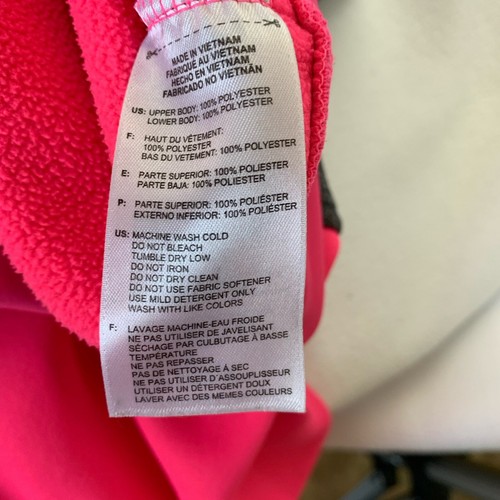 MADE IN VIETNAM
FABRIQUÉ AU VIETNAM
HECHO EN VIETNAM
FABRICADO NO VIETNÃN
US: UPPER BODY: 100% POLYESTER
LOWER BODY: 100% POLYESTER
F: HAUT DU VÊTEMENT:
100% POLYESTER
BAS DU VETEMENT: 100% POLYESTER
E: PARTE SUPERIOR: 100% POLIESTER
PARTE BAJA: 100% POLIESTER
P: PARTE SUPERIOR: 100% POLIÉSTER
EXTERNO INFERIOR: 100% POLIÉSTER
US: MACHINE WASH COLD
DO NOT BLEACH
TUMBLE DRY LOW
DO NOT IRON
DO NOT DRY CLEAN
DO NOT USE FABRIC SOFTENER
USE MILD DETERGENT ONLY
WASH WITH LIKE COLORS
F: LAVAGE MACHINE-EAU FROIDE
NE PAS UTILISER DE JAVELISANT
SÉCHAGE PAR CULBUTAGE À BASSE
TEMPÉRATURE
NE PAS REPASSER
PAS DE NETTOYAGE À SEC
NE PAS UTILISER D'ASSOUPLISSEUR
UTILISER UN DÉTERGENT DOUX
LAVER AVEC DES MEMES COULEURS